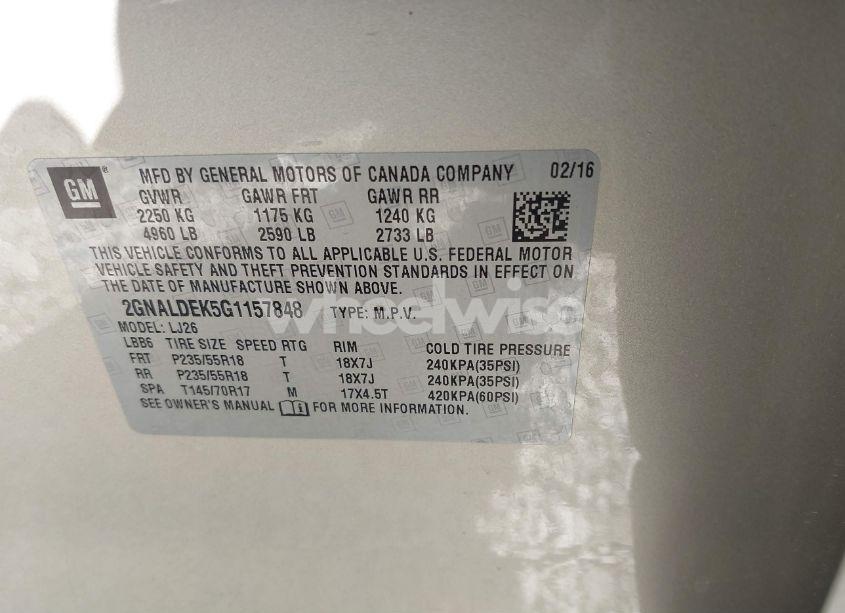 GM MFD BY GENERAL MOTORS OF CANADA COMPANY 02/16
GVWR GAWR FRT GAWR RR
2250 KG 1175 KG 1240 KG
4960 LB 2590 LB 2733 LB
THIS VEHICLE CONFORMS TO ALL APPLICABLE U.S. FEDERAL MOTOR
VEHICLE SAFETY AND THEFT PREVENTION STANDARDS IN EFFECT ON
THE DATE OF MANUFACTURE SHOWN ABOVE.
2GNALDEK5G1157848 TYPE: M.P.V.
wheelwise
MODEL: LJ26
LBB6 TIRE SIZE SPEED RTG RIM COLD TIRE PRESSURE
FRT P235/55R18 T 18X7J 240KPA(35PSI)
RR P235/55R18 T 18X7J 240KPA(35PSI)
SPA T145/70R17 M 17X4.5T 420KPA(60PSI)
SEE OWNER'S MANUAL FOR MORE INFORMATION.